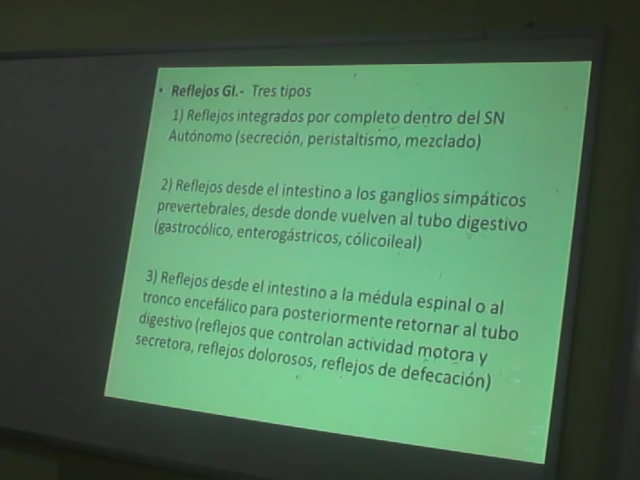 • Reflejos GI.- Tres tipos
1) Reflejos integrados por completo dentro del SN
Autónomo (secreción, peristaltismo, mezclado)
2) Reflejos desde el intestino a los ganglios simpáticos
prevertebrales, desde donde vuelven al tubo digestivo
(gastrocólico, enterogástricos, cólicoileal)
3) Reflejos desde el intestino a la médula espinal o al
tronco encefálico para posteriormente retornar al tubo
digestivo (reflejos que controlan actividad motora y
secretora, reflejos dolorosos, reflejos de defecación)